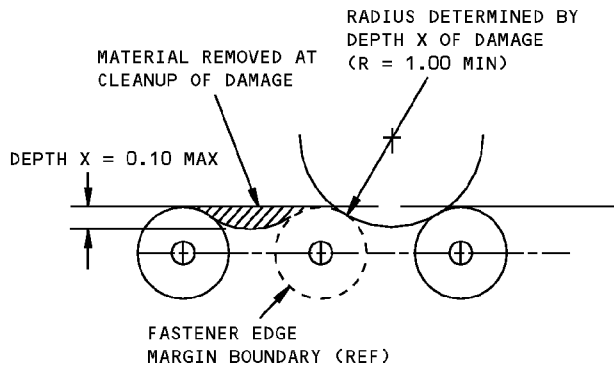 RADIUS DETERMINED BY
DEPTH X OF DAMAGE
(R = 1.00 MIN)
MATERIAL REMOVED AT
CLEANUP OF DAMAGE
DEPTH X = 0.10 MAX
FASTENER EDGE
MARGIN BOUNDARY (REF)